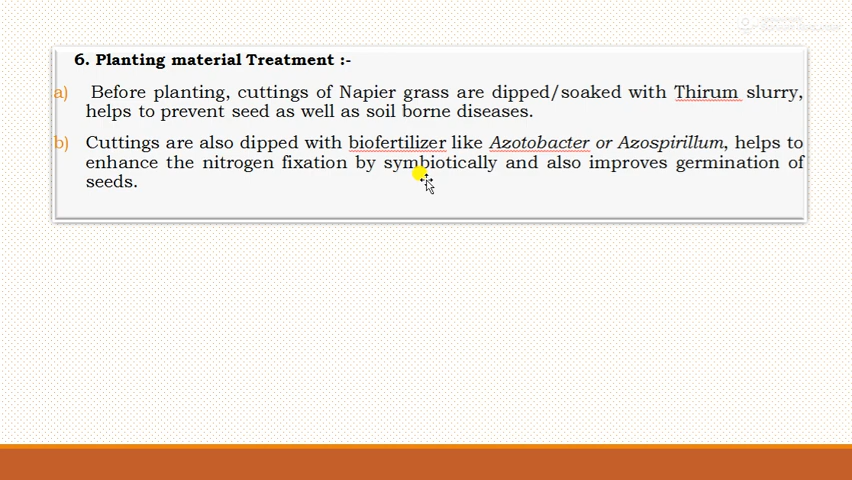 6. Planting material Treatment :-
a) Before planting, cuttings of Napier grass are dipped/soaked with Thirum slurry,
helps to prevent seed as well as soil borne diseases.
b) Cuttings are also dipped with biofertilizer like Azotobacter or Azospirillum, helps to
enhance the nitrogen fixation by symbiotically and also improves germination of
seeds.